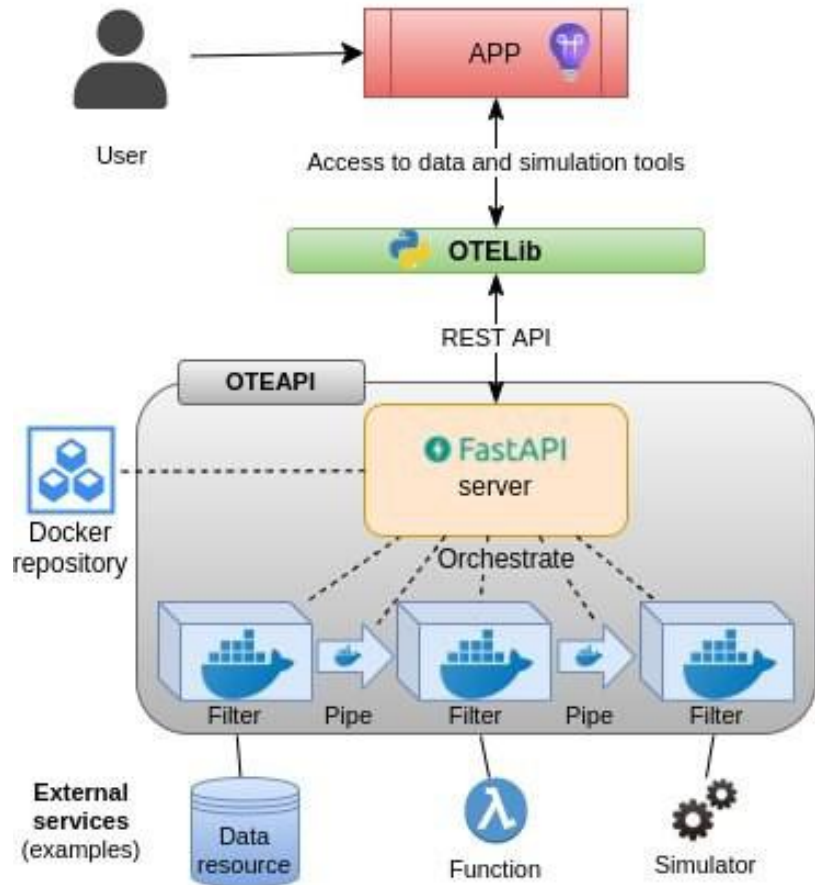 APP
User
Access to data and simulation tools
OTELib
REST API
OTEAPI
FastAPI
server
Docker
repository
Orchestrate
Filter
Pipe
Filter
Pipe
Filter
External
services
(examples)
Data
resource
λ
Function
Simulator